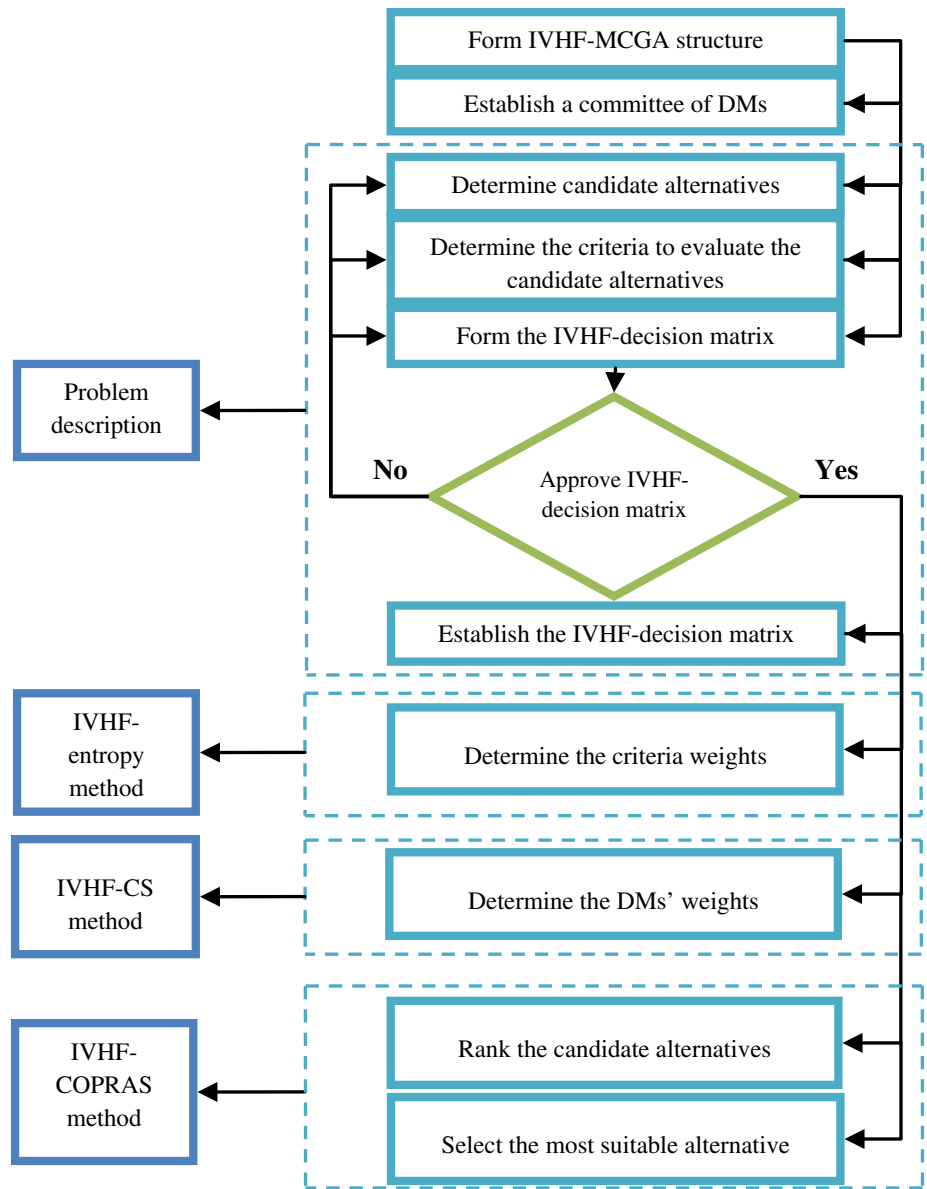 Form IVHF-MCGA structure
Establish a committee of DMs
Determine candidate alternatives
Determine the criteria to evaluate the
candidate alternatives
Form the IVHF-decision matrix
Problem
description
No
Yes
Approve IVHF-
decision matrix
Establish the IVHF-decision matrix
IVHF-
entropy
method
Determine the criteria weights
IVHF-CS
method
Determine the DMs’ weights
IVHF-
COPRAS
method
Rank the candidate alternatives
Select the most suitable alternative